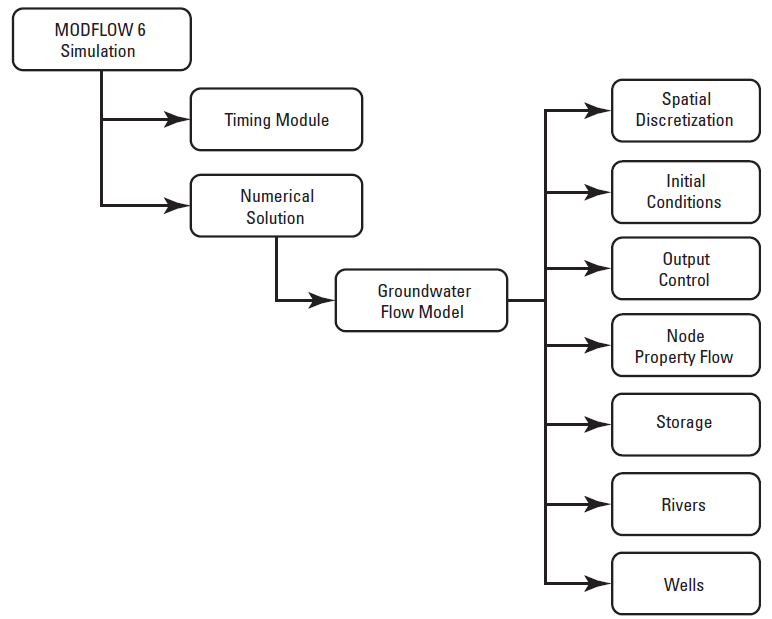 MODFLOW 6
Simulation
Timing Module
Numerical
Solution
Groundwater
Flow Model
Spatial
Discretization
Initial
Conditions
Output
Control
Node
Property Flow
Storage
Rivers
Wells